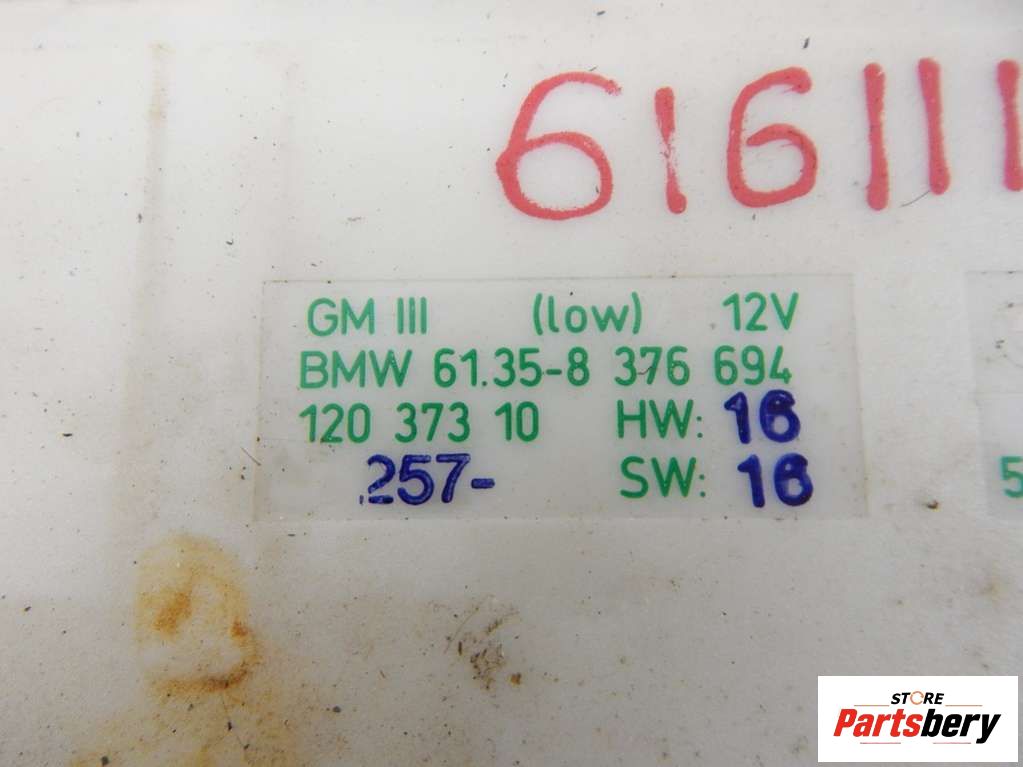 616111
GM III (low) 12V
BMW 61.35-8 376 694
120 373 10 HW: 16
257- SW: 16
5
STORE
Partsbery